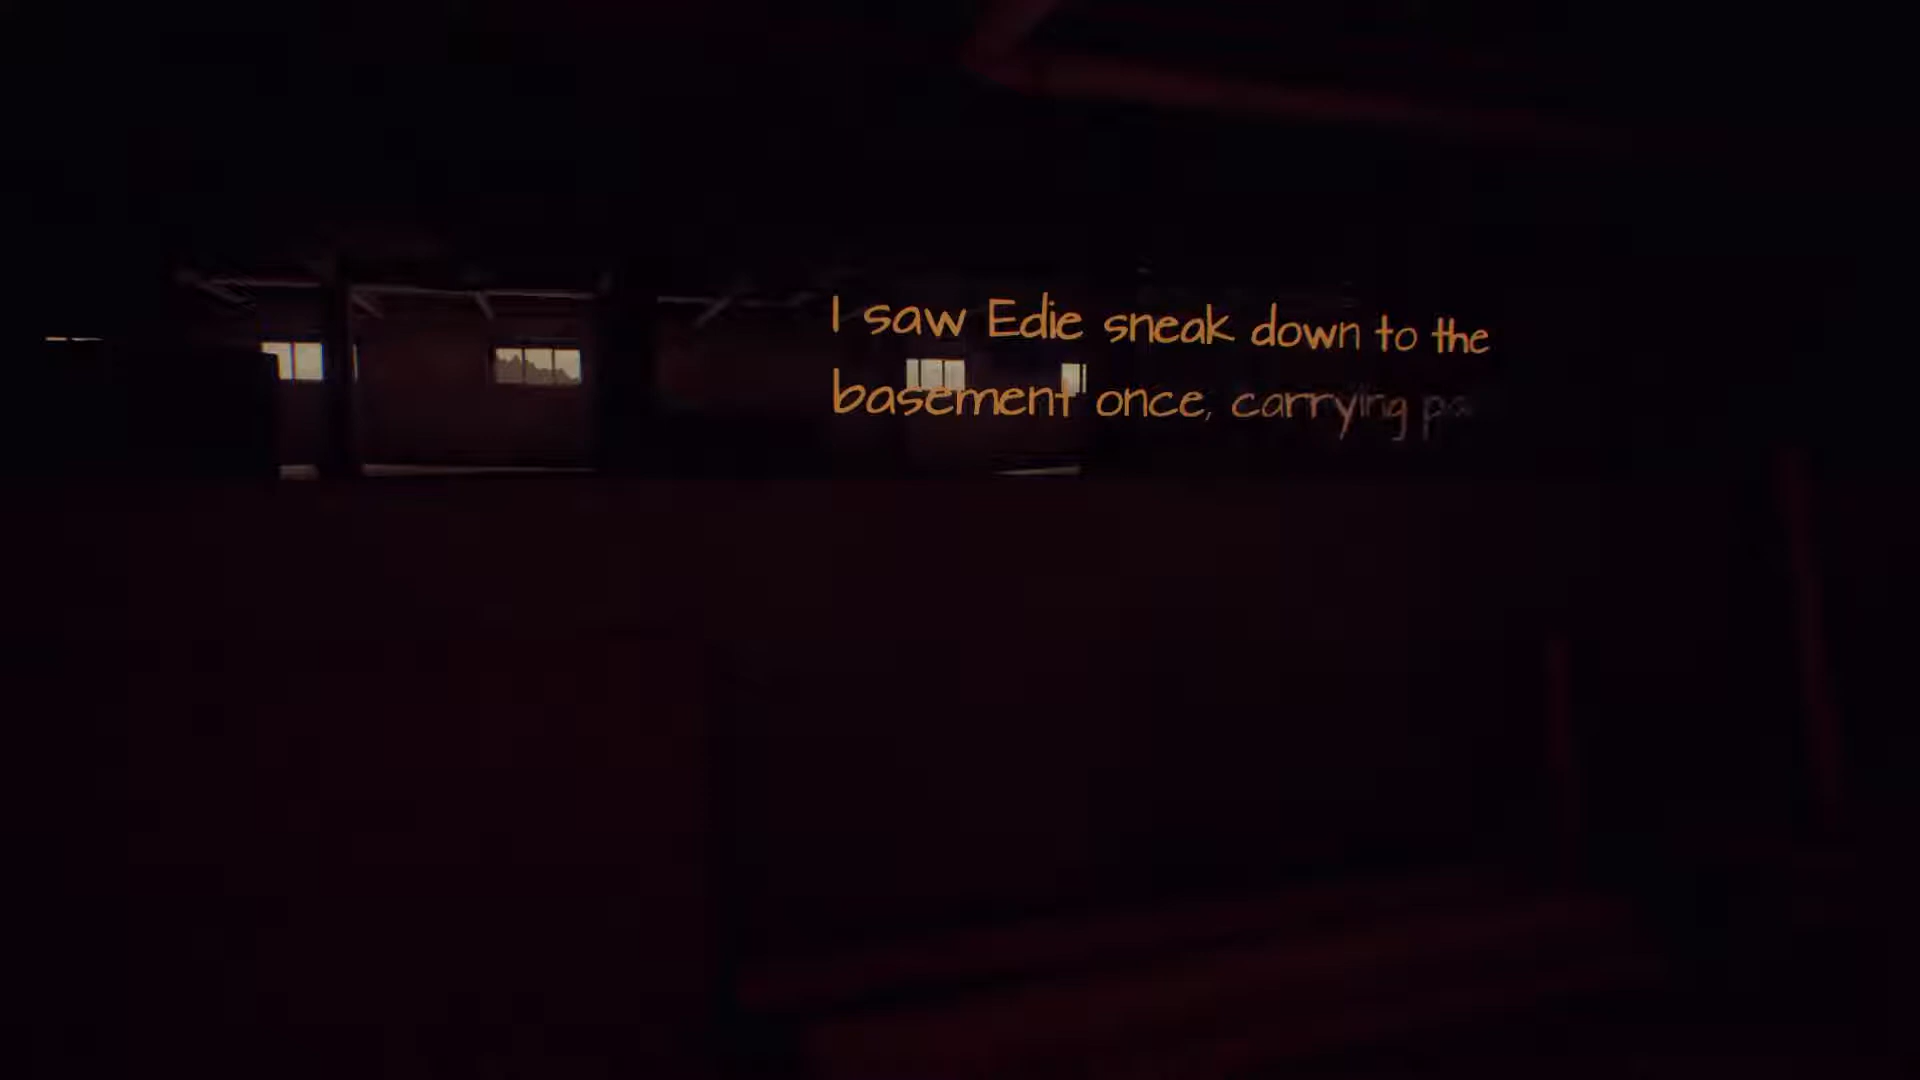 I saw Edie sneak down to the
basement once, carrying